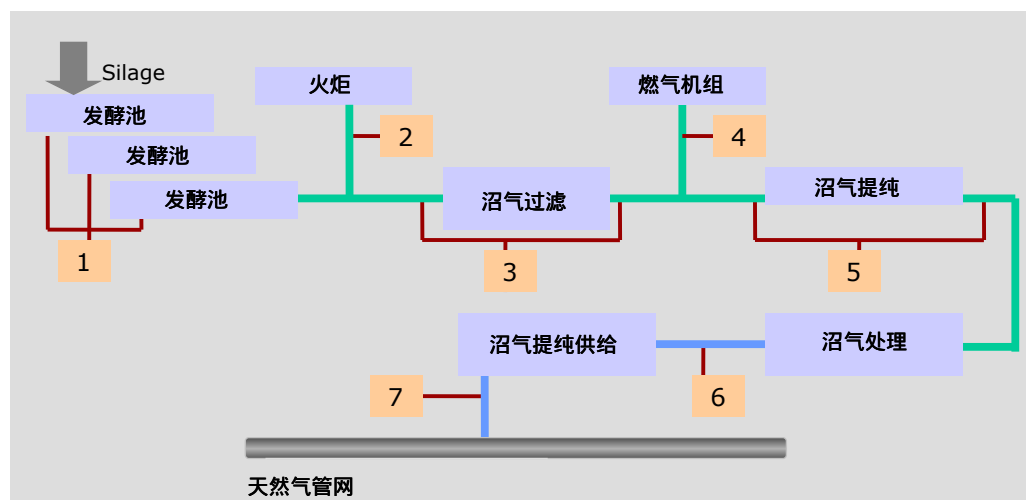 Silage
火炬
燃气机组
发酵池
发酵池
发酵池
2
4
沼气过滤
沼气提纯
1
3
5
沼气提纯供给
沼气处理
7
6
天然气管网